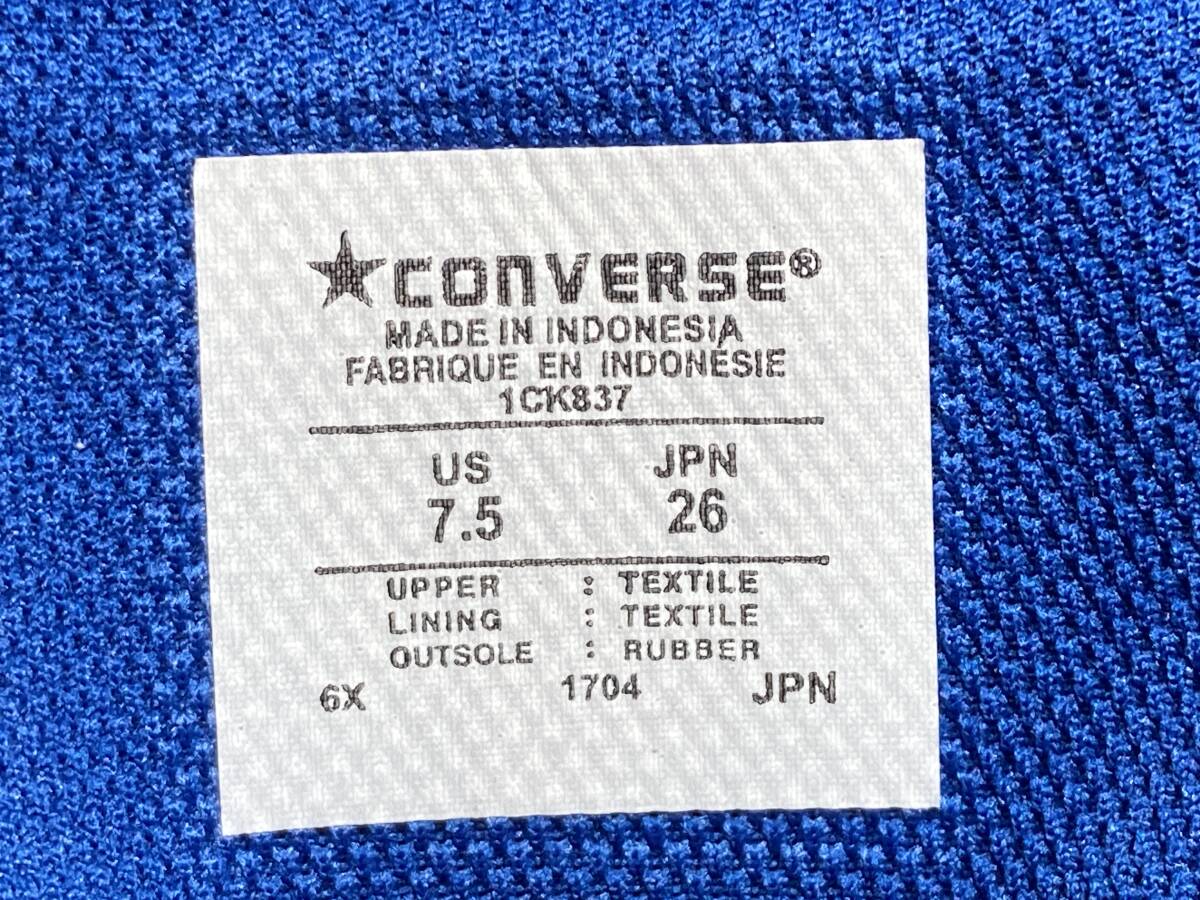 ★CONVERSE®
MADE IN INDONESIA
FABRIQUE EN INDONESIE
1CK837
US JPN
7.5 26
UPPER : TEXTILE
LINING : TEXTILE
OUTSOLE : RUBBER
6X 1704 JPN